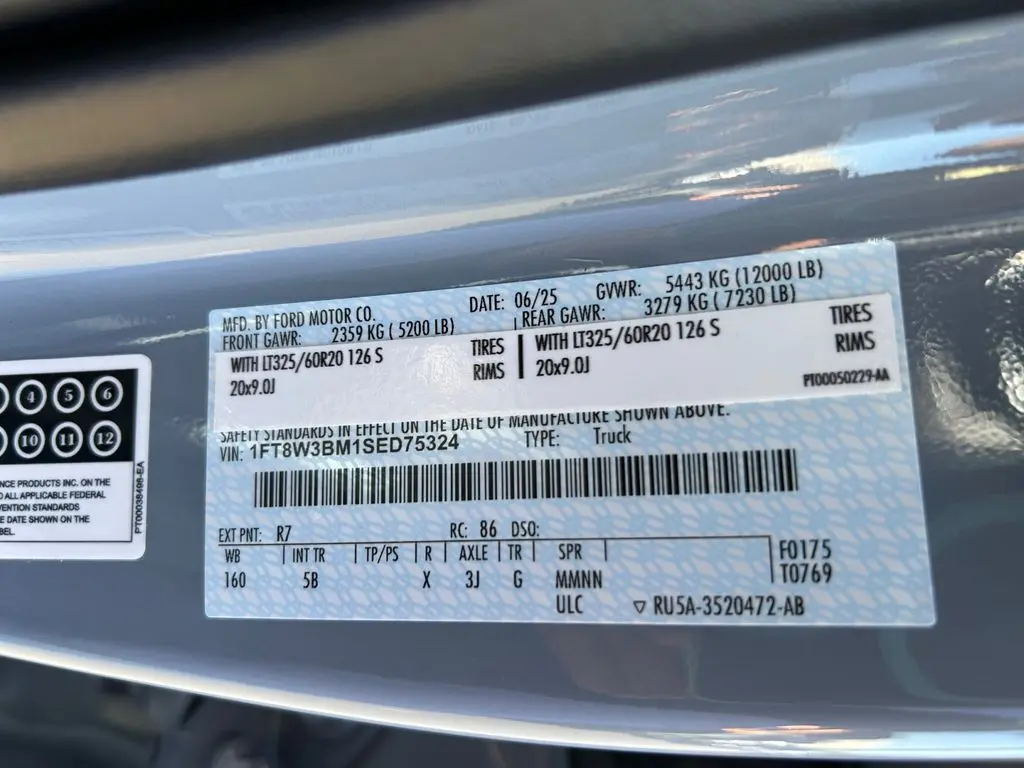 MFD. BY FORD MOTOR CO. DATE: 06/25 GVWR: 5443 KG (12000 LB)
FRONT GAWR: 2359 KG (5200 LB) REAR GAWR: 3279 KG (7230 LB)
WITH LT325/60R20 126 S TIRES WITH LT325/60R20 126 S TIRES
20x9.0J RIMS 20x9.0J RIMS
PT00050229-AA
SAFETY STANDARDS IN EFFECT ON THE DATE OF MANUFACTURE SHOWN ABOVE.
VIN: 1FT8W3BM1SED75324 TYPE: Truck
EXT PNT: R7 RC: 86 DSO:
WB INT TR TP/PS R AXLE TR SPR F0175
160 5B X 3J G MMNN T0769
ULC RU5A-3520472-AB
4 5 6
10 11 12
NCE PRODUCTS INC. ON THE
ALL APPLICABLE FEDERAL
VENTION STANDARDS
E DATE SHOWN ON THE
BEL.
PT00038496-EA